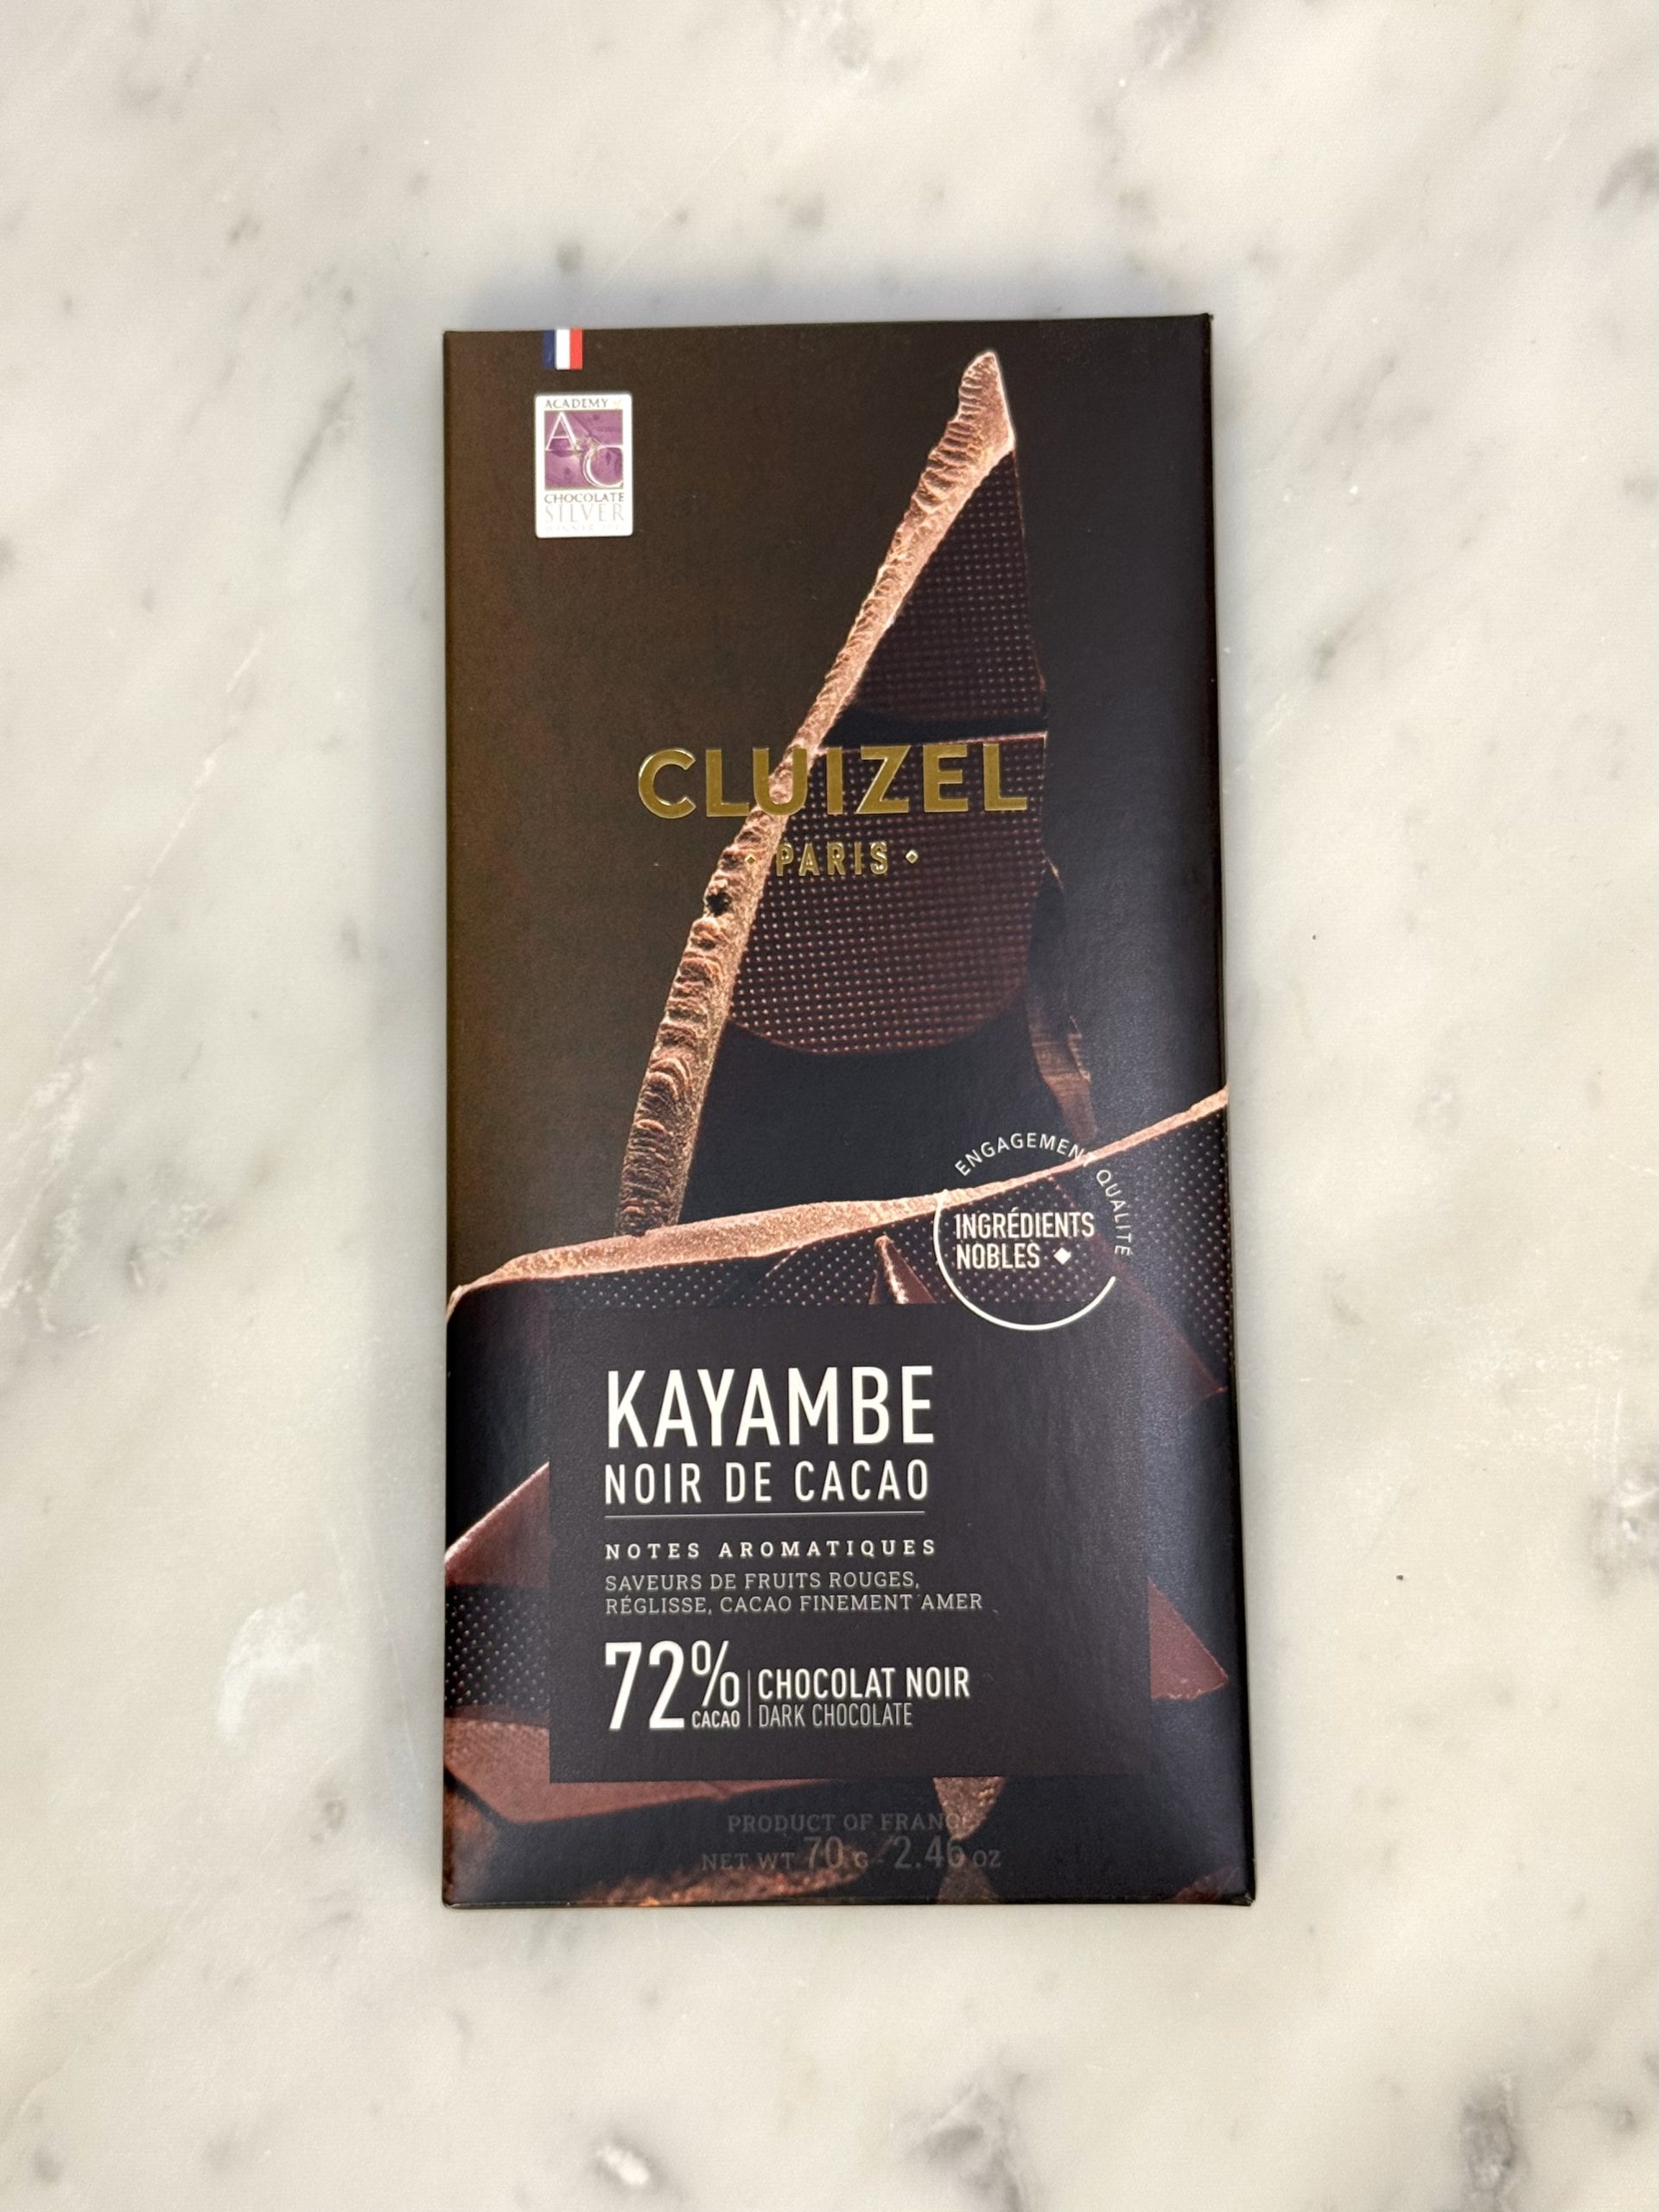 ACADEMY of
A
C
CHOCOLATE
SILVER
CLUIZEL
• PARIS •
ENGAGEMENT QUALITÉ
INGRÉDIENTS
NOBLES
KAYAMBE
NOIR DE CACAO
NOTES AROMATIQUES
SAVEURS DE FRUITS ROUGES,
RÉGLISSE, CACAO FINEMENT AMER
72% CACAO
CHOCOLAT NOIR
DARK CHOCOLATE
PRODUCT OF FRANCE
NET WT 70 G - 2.46 OZ